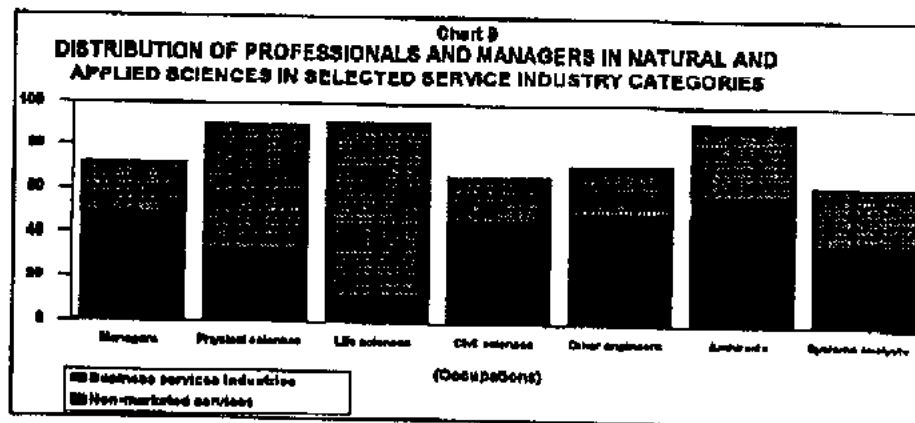 Chart B
DISTRIBUTION OF PROFESSIONALS AND MANAGERS IN NATURAL AND
APPLIED SCIENCES IN SELECTED SERVICE INDUSTRY CATEGORIES
100
80
60
40
20
0
Managers Physical sciences Life sciences Civil sciences Other engineers Architects Systems analysts
(Occupations)
Business services industries
Non-marketed services